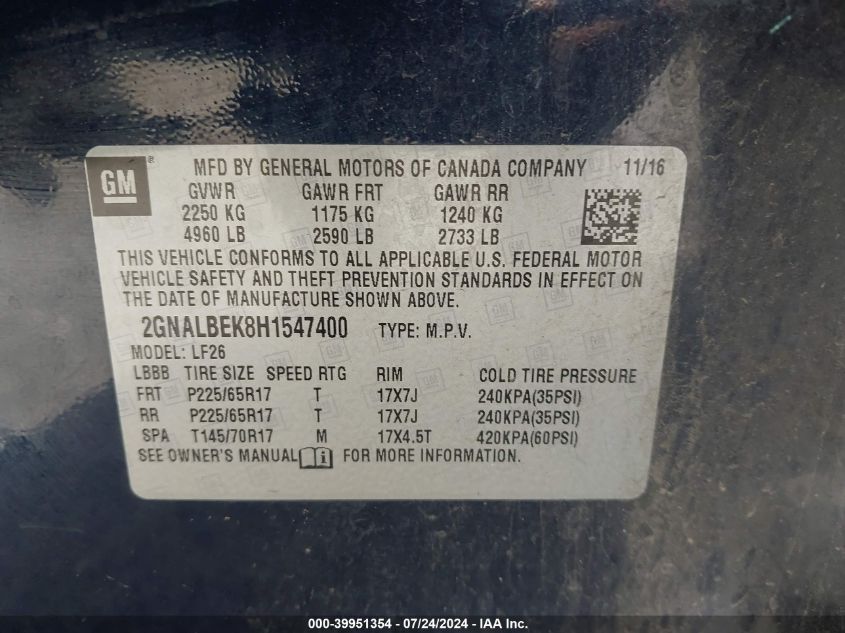 GM ®
MFD BY GENERAL MOTORS OF CANADA COMPANY 11/16
GVWR GAWR FRT GAWR RR
2250 KG 1175 KG 1240 KG
4960 LB 2590 LB 2733 LB
THIS VEHICLE CONFORMS TO ALL APPLICABLE U.S. FEDERAL MOTOR
VEHICLE SAFETY AND THEFT PREVENTION STANDARDS IN EFFECT ON
THE DATE OF MANUFACTURE SHOWN ABOVE.
2GNALBEK8H1547400 TYPE: M.P.V.
MODEL: LF26
LBBB TIRE SIZE SPEED RTG RIM COLD TIRE PRESSURE
FRT P225/65R17 T 17X7J 240KPA(35PSI)
RR P225/65R17 T 17X7J 240KPA(35PSI)
SPA T145/70R17 M 17X4.5T 420KPA(60PSI)
SEE OWNER'S MANUAL i FOR MORE INFORMATION.
000-39951354 / 07/24/2024 - IAA Inc.